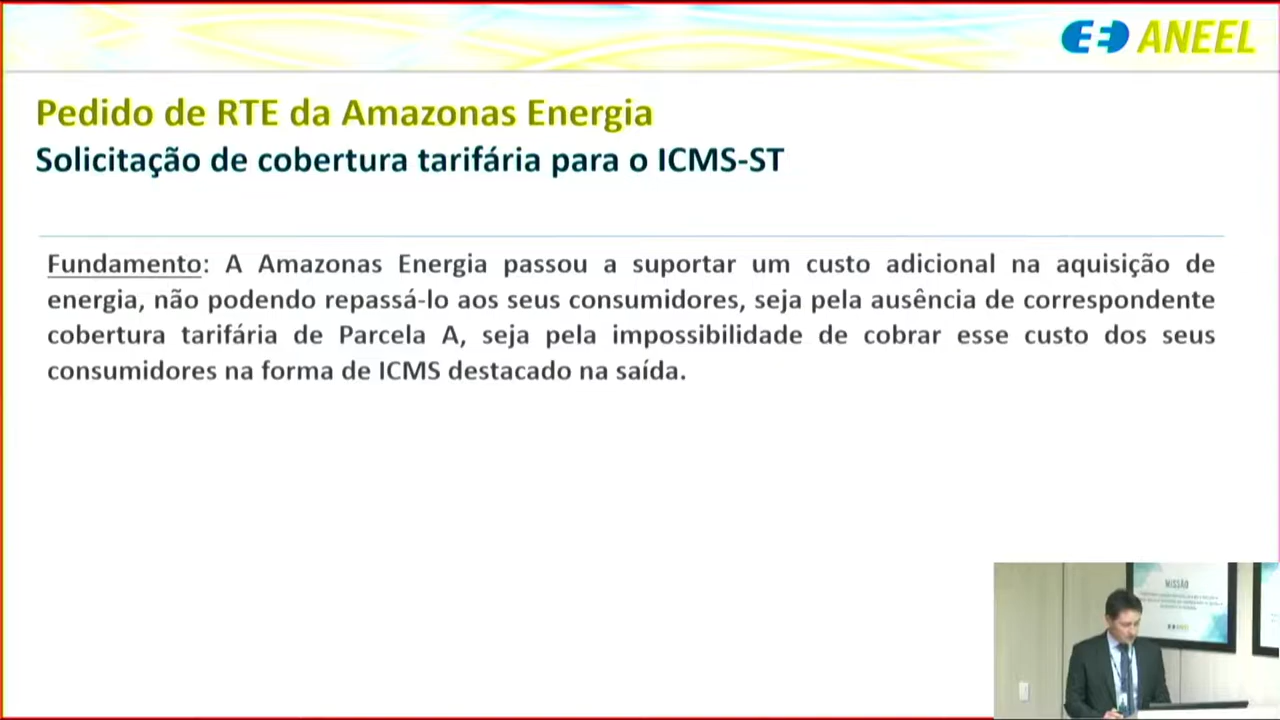 ANEEL
Pedido de RTE da Amazonas Energia
Solicitação de cobertura tarifária para o ICMS-ST
Fundamento: A Amazonas Energia passou a suportar um custo adicional na aquisição de
energia, não podendo repassá-lo aos seus consumidores, seja pela ausência de correspondente
cobertura tarifária de Parcela A, seja pela impossibilidade de cobrar esse custo dos seus
consumidores na forma de ICMS destacado na saída.
MISSÃO
ANEEL